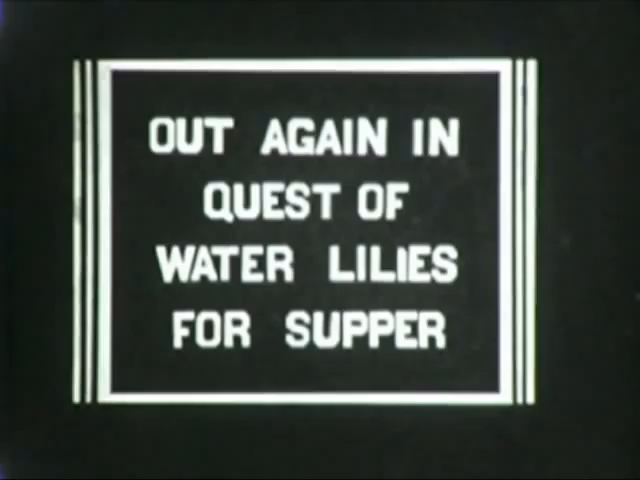 OUT AGAIN IN
QUEST OF
WATER LILIES
FOR SUPPER